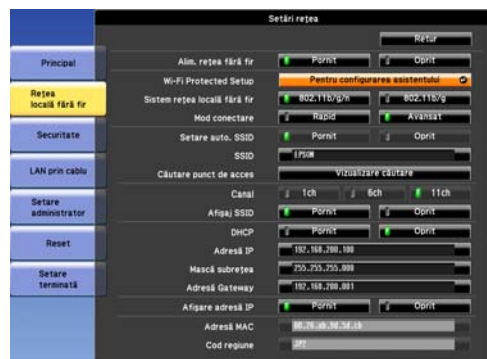 Setări rețea
Retur
Principal
Rețea
locală fără fir
Securitate
LAN prin cablu
Setare
administrator
Reset
Setare
terminată
Alim. rețea fără fir Pornit Oprit
Wi-Fi Protected Setup Pentru configurarea asistentului
Sistem rețea locală fără fir 802.11b/g/n 802.11b/g
Mod conectare Rapid Avansat
Setare auto. SSID Pornit Oprit
SSID EPSON
Căutare punct de acces Vizualizare căutare
Canal 1ch 6ch 11ch
Afișaj SSID Pornit Oprit
DHCP Pornit Oprit
Adresă IP 192.168.200.100
Mască subrețea 255.255.255.000
Adresă Gateway 192.168.200.001
Afișare adresă IP Pornit Oprit
Adresă MAC
Cod regiune JP2